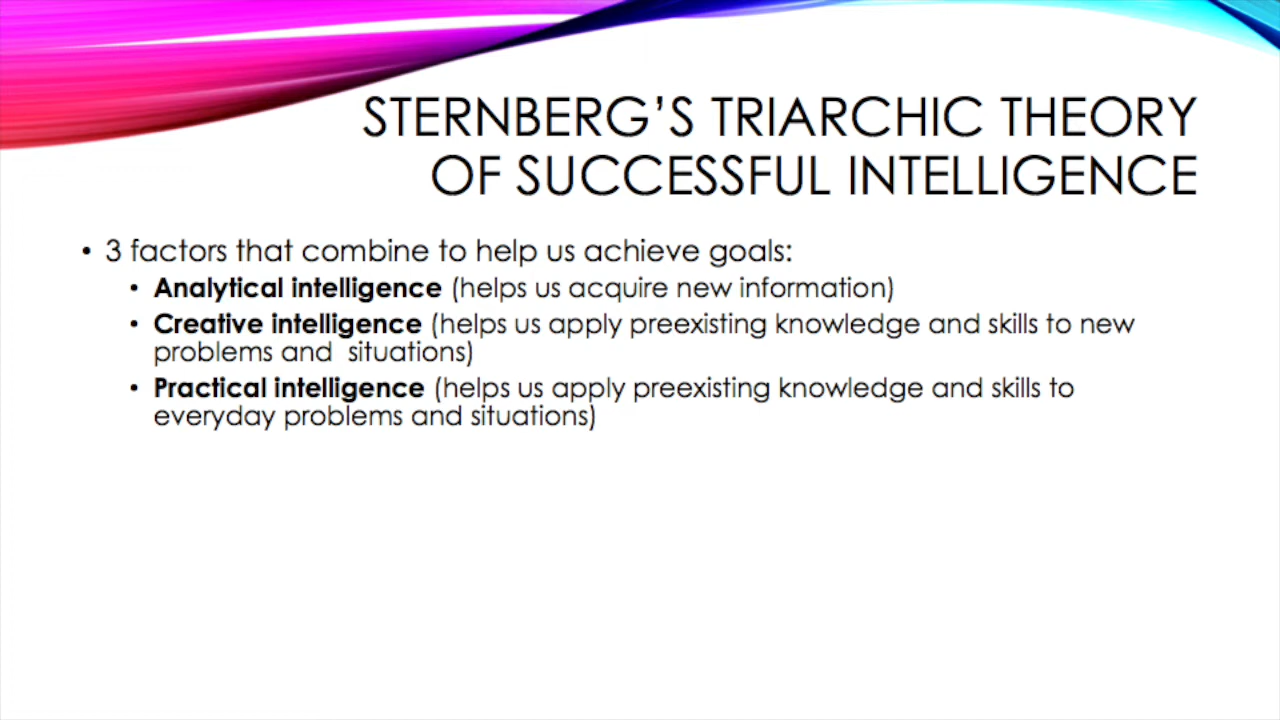 STERNBERG’S TRIARCHIC THEORY
OF SUCCESSFUL INTELLIGENCE
• 3 factors that combine to help us achieve goals:
• Analytical intelligence (helps us acquire new information)
• Creative intelligence (helps us apply preexisting knowledge and skills to new
problems and  situations)
• Practical intelligence (helps us apply preexisting knowledge and skills to
everyday problems and situations)